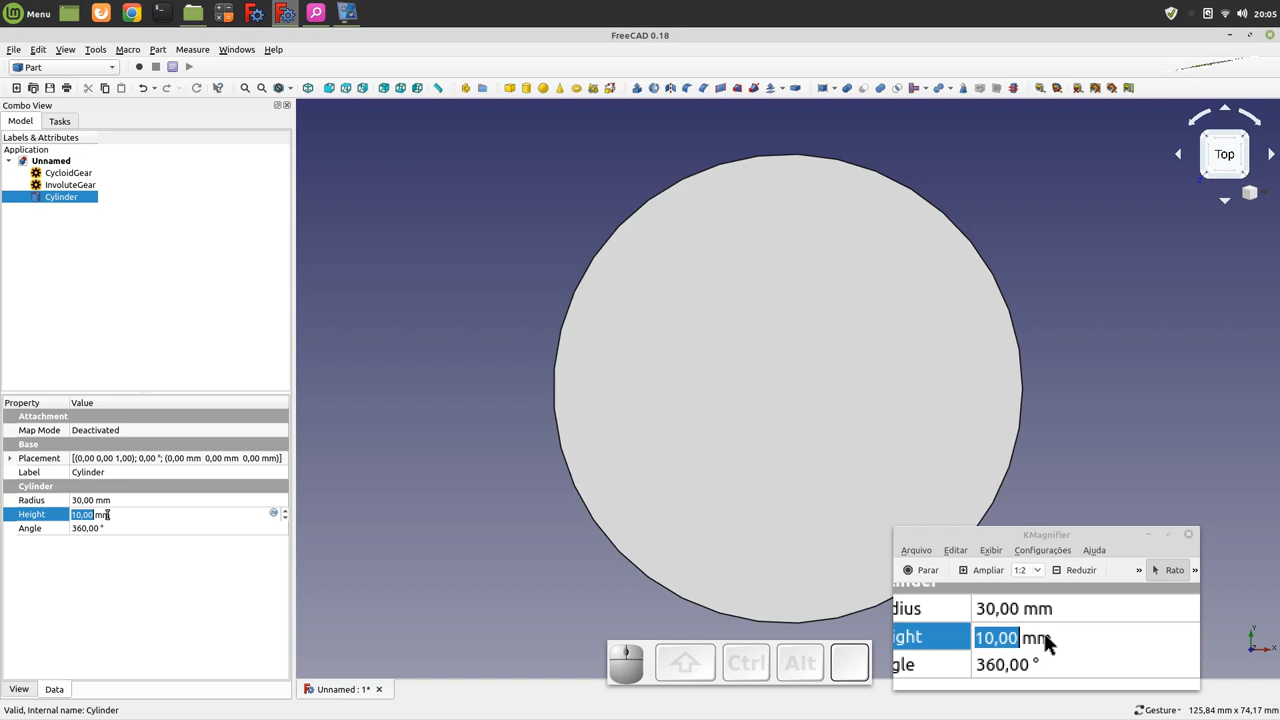 Menu
20:05
FreeCAD 0.18
File Edit View Tools Macro Part Measure Windows Help
Part
Combo View
Model Tasks
Labels & Attributes
Application
Unnamed
CycloidGear
InvoluteGear
Cylinder
Top
Property Value
Attachment
Map Mode Deactivated
Base
Placement [(0,00 0,00 1,00); 0,00 °; (0,00 mm 0,00 mm 0,00 mm)]
Label Cylinder
Cylinder
Radius 30,00 mm
Height 10,00 mm
Angle 360,00 °
KMagnifier
Arquivo Editar Exibir Configurações Ajuda
Parar Ampliar 1:2 Reduzir » Rato »
dius 30,00 mm
ight 10,00 mm
gle 360,00 °
Ctrl Alt
View Data
Unnamed : 1*
Valid, Internal name: Cylinder
Gesture 125,84 mm x 74,17 mm